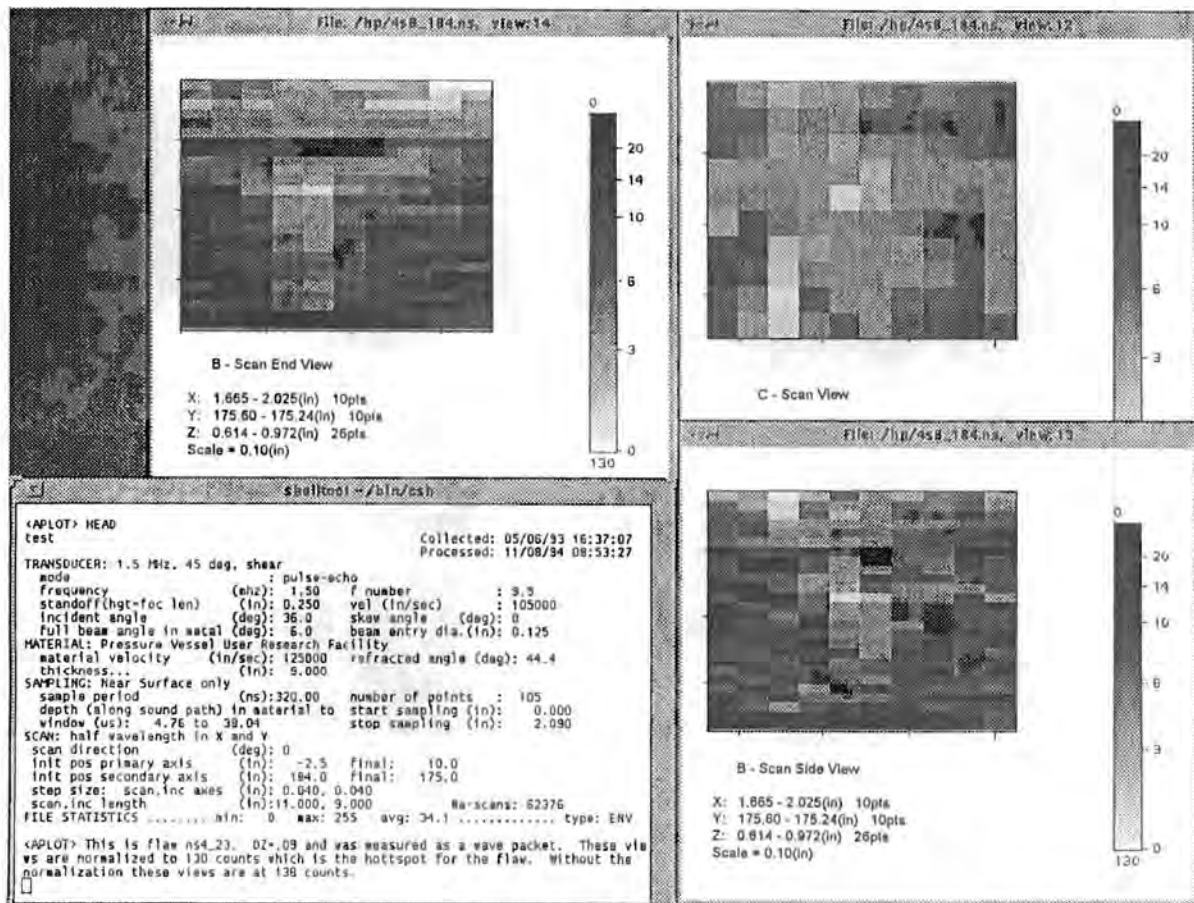 File: /hp/4s8_184.ns, view:14
0
20
14
10
6
3
0
130
B - Scan End View
X: 1.665 - 2.025(in) 10pts
Y: 175.60 - 175.24(in) 10pts
Z: 0.614 - 0.972(in) 26pts
Scale = 0.10(in)
File: /hp/4s8_184.ns, view:12
0
20
14
10
6
3
C - Scan View
File: /hp/4s8_184.ns, view:13
0
20
14
10
6
3
0
130
B - Scan Side View
X: 1.665 - 2.025(in) 10pts
Y: 175.60 - 175.24(in) 10pts
Z: 0.614 - 0.972(in) 26pts
Scale = 0.10(in)
shelltool - /bin/csh
<APLOT> HEAD
test Collected: 05/06/93 16:37:07
Processed: 11/08/94 08:53:27
TRANSDUCER: 1.5 MHz, 45 deg, shear
mode : pulse-echo
frequency (mhz): 1.50 f number : 9.9
standoff(hgt-foc len) (in): 0.250 vel (in/sec) : 105000
incident angle (deg): 36.0 skew angle (deg): 0
full beam angle in metal (deg): 6.0 beam entry dia.(in): 0.125
MATERIAL: Pressure Vessel User Research Facility
material velocity (in/sec): 125000 refracted angle (deg): 44.4
thickness... (in): 9.000
SAMPLING: Near Surface only
sample period (ns):320.00 number of points : 105
depth (along sound path) in material to start sampling (in): 0.000
window (us): 4.76 to 38.04 stop sampling (in): 2.090
SCAN: half wavelength in X and Y
scan direction (deg): 0
init pos primary axis (in): -2.5 final: 10.0
init pos secondary axis (in): 184.0 final: 175.0
step size: scan,inc axes (in): 0.040, 0.040
scan,inc length (in):11.000, 9.000 #a-scans: 62376
FILE STATISTICS ........ min: 0 max: 255 avg: 34.1 ............. type: ENV
<APLOT> This is flaw ns4_23. DZ=.09 and was measured as a wave packet. These vie
ws are normalized to 130 counts which is the hottspot for the flaw. Without the
normalization these views are at 138 counts.